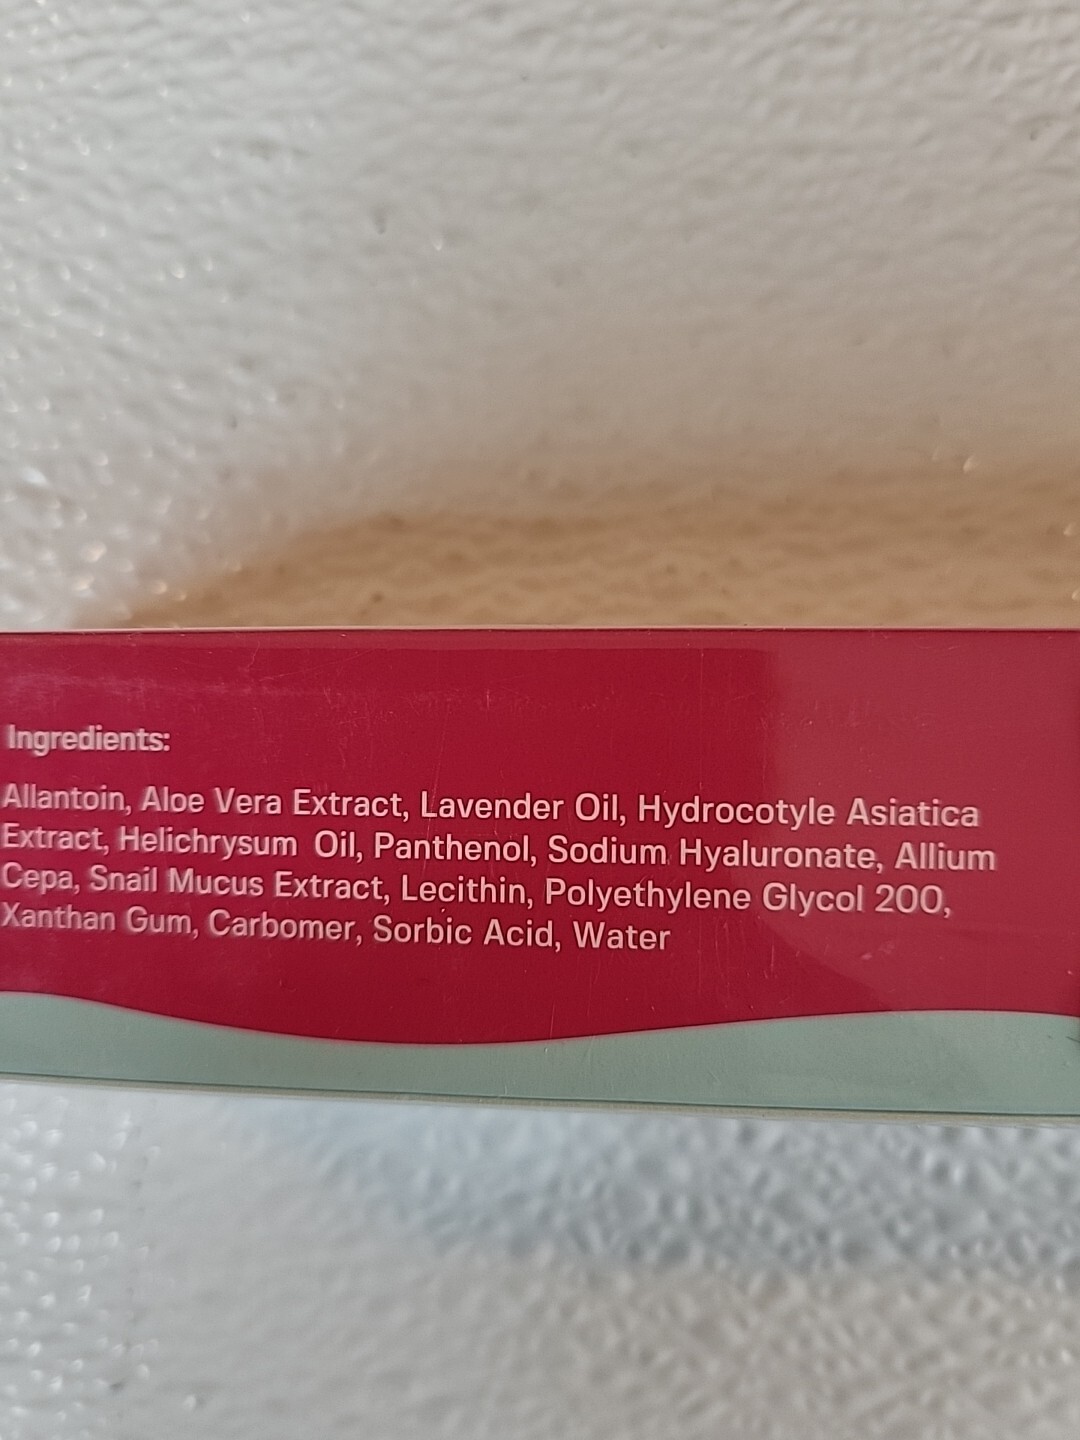 Ingredients:
Allantoin, Aloe Vera Extract, Lavender Oil, Hydrocotyle Asiatica
Extract, Helichrysum Oil, Panthenol, Sodium Hyaluronate, Allium
Cepa, Snail Mucus Extract, Lecithin, Polyethylene Glycol 200,
Xanthan Gum, Carbomer, Sorbic Acid, Water